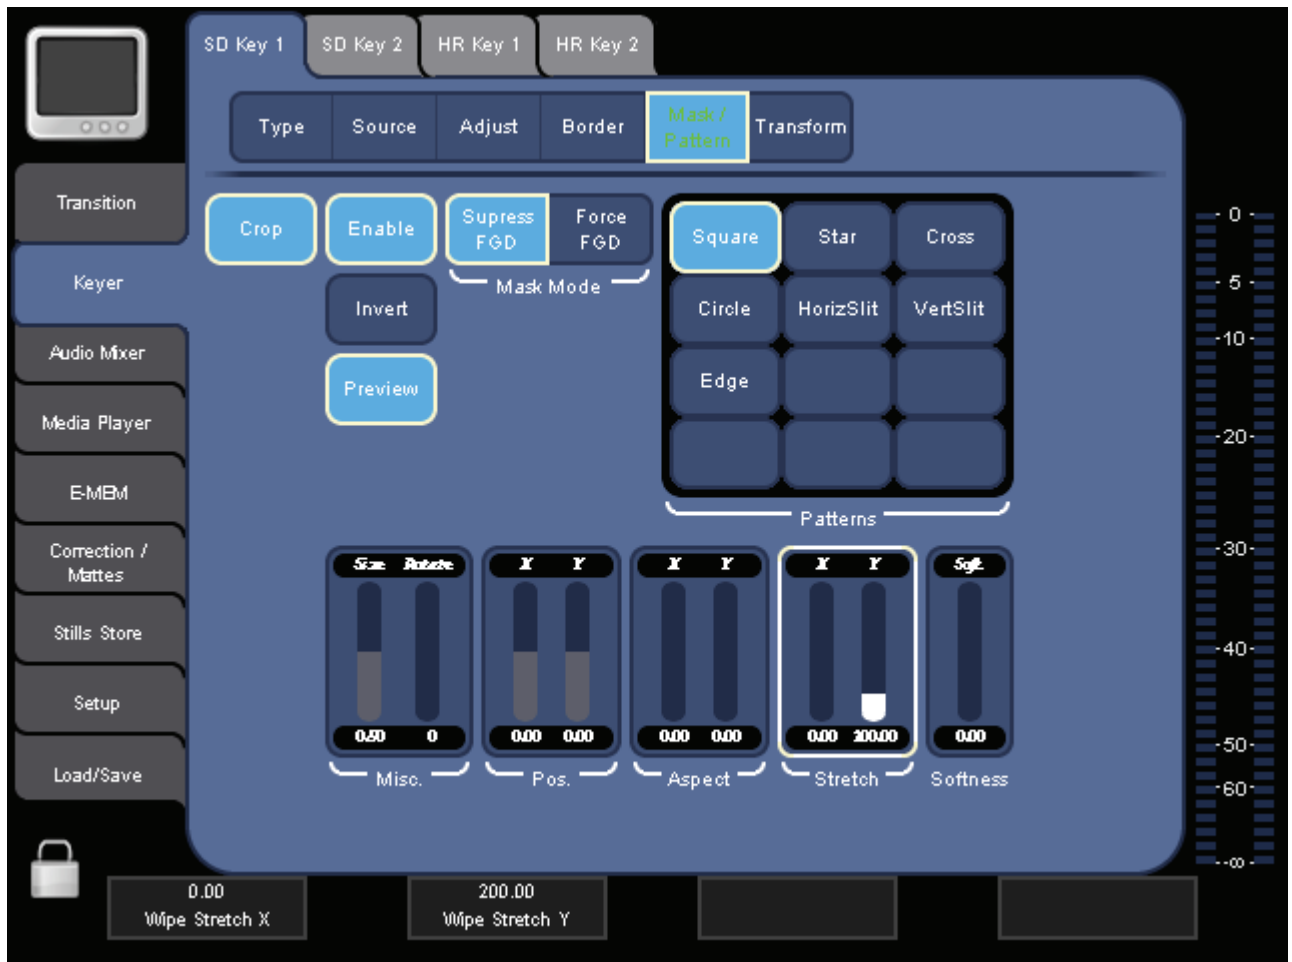 SD Key 1
SD Key 2
HR Key 1
HR Key 2
Type
Source
Adjust
Border
Mask /
Pattern
Transform
Transition
Keyer
Audio Mixer
Media Player
E-MEM
Correction /
Mattes
Stills Store
Setup
Load/Save
Crop
Enable
Invert
Preview
Supress
FGD
Force
FGD
Mask Mode
Square
Star
Cross
Circle
HorizSlit
VertSlit
Edge
Patterns
Size Rotate
0.50 0
Misc.
X Y
0.00 0.00
Pos.
X Y
0.00 0.00
Aspect
X Y
0.00 200.00
Stretch
Soft.
0.00
Softness
- 0 -
- 5 -
-10-
-20-
-30-
-40-
-50-
-60-
--∞-
0.00
Wipe Stretch X
200.00
Wipe Stretch Y